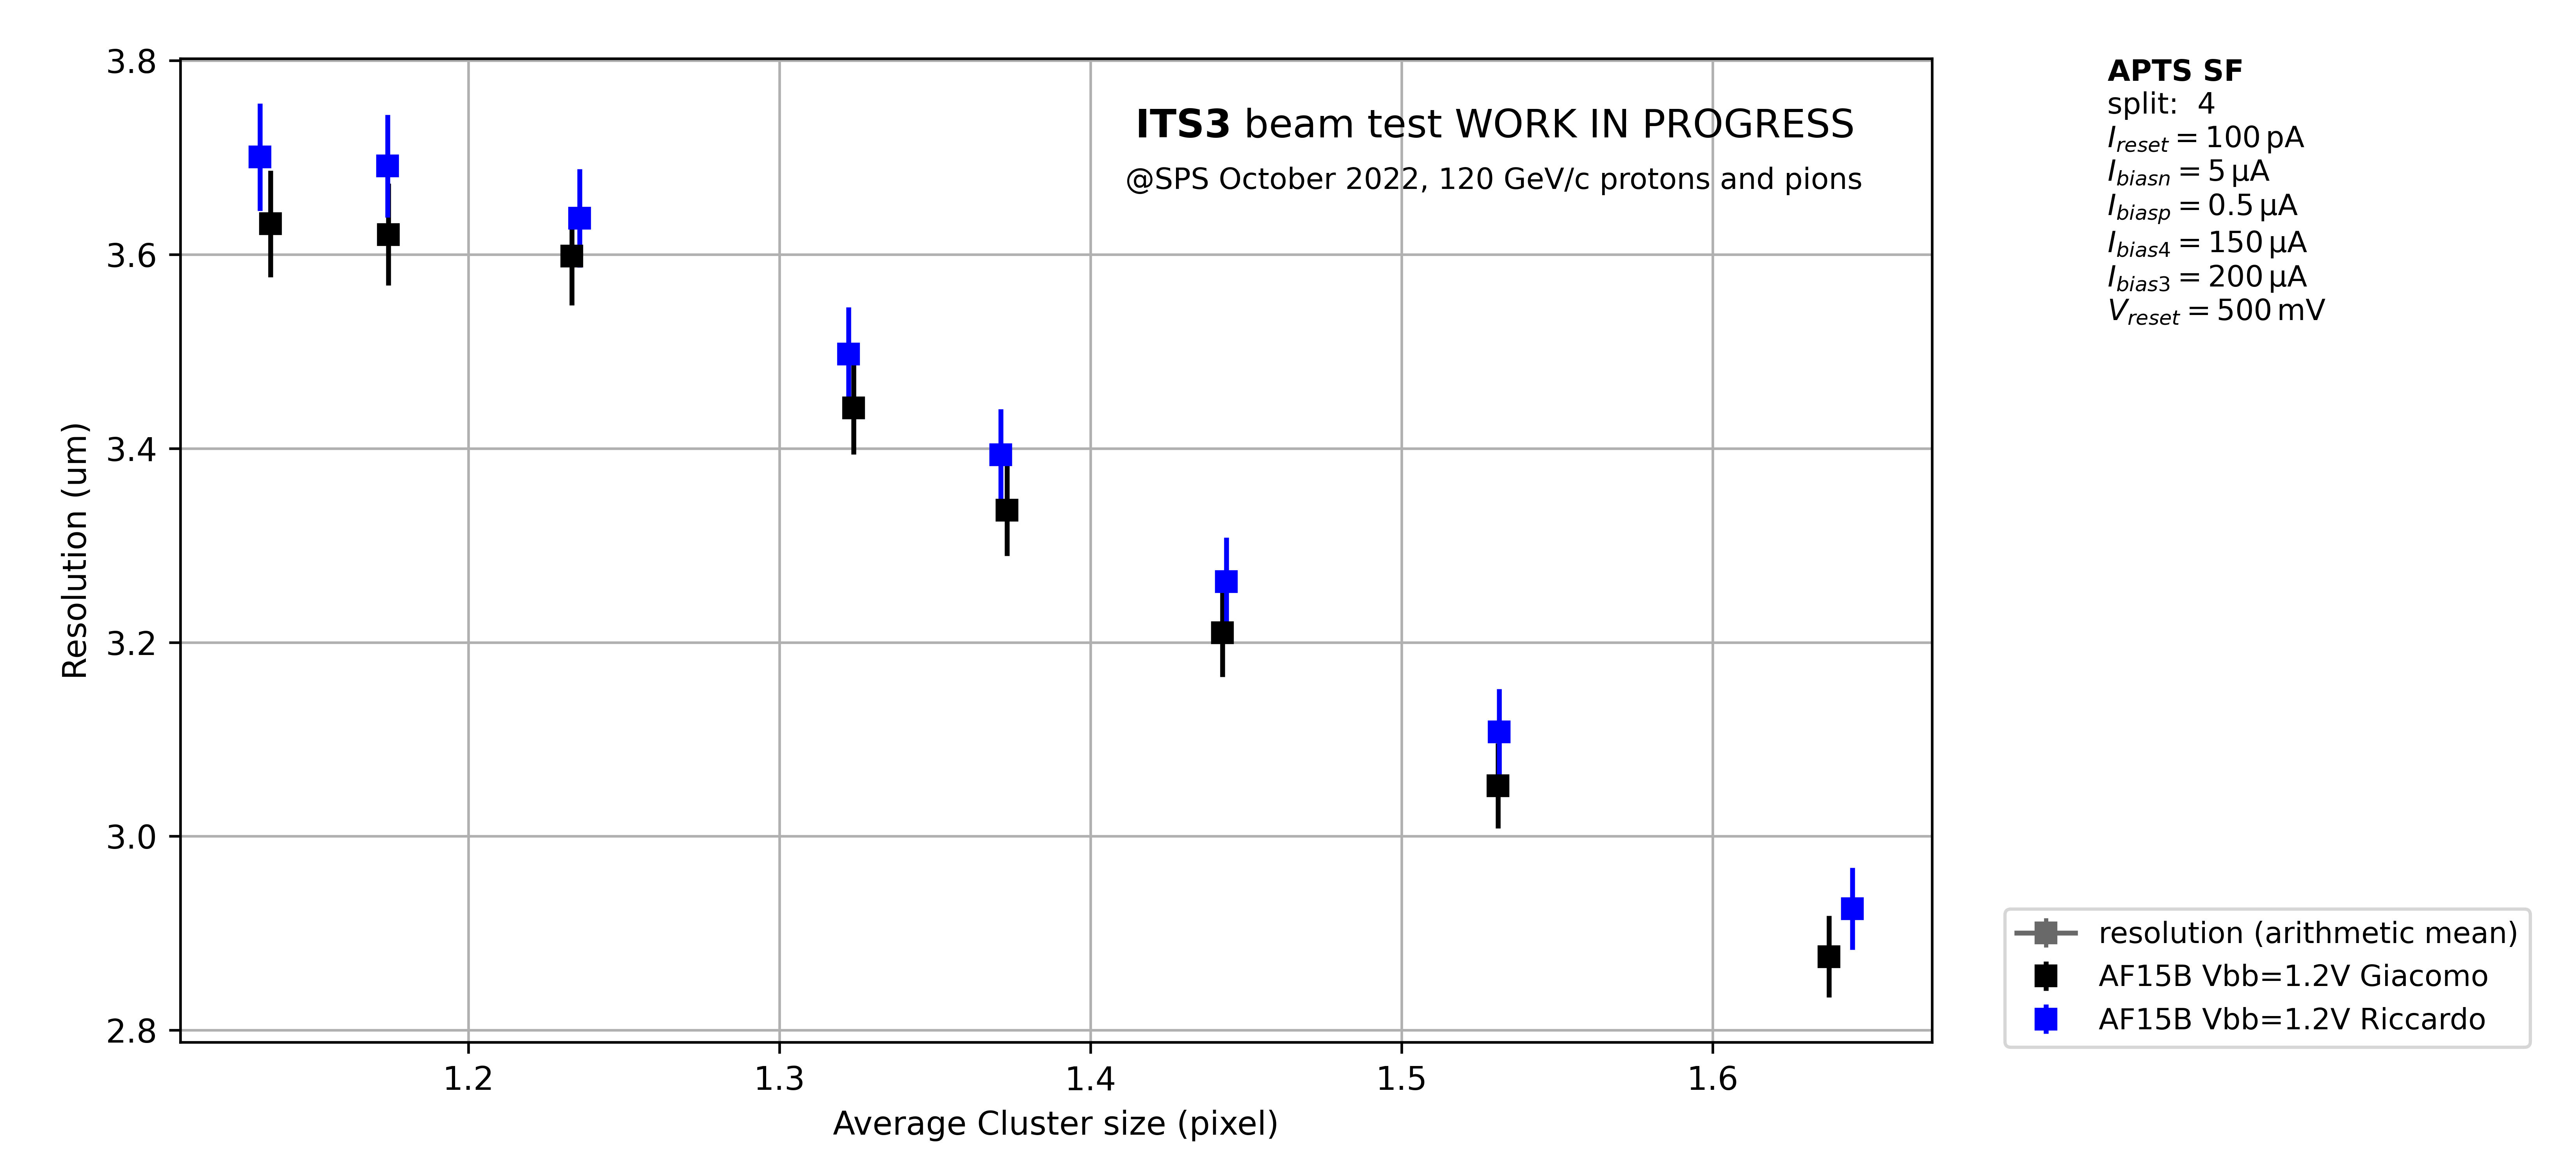 3.8
3.6
3.4
3.2
3.0
2.8
Resolution (um)
1.2 1.3 1.4 1.5 1.6
Average Cluster size (pixel)
ITS3 beam test WORK IN PROGRESS
@SPS October 2022, 120 GeV/c protons and pions
APTS SF
split: 4
I_reset = 100 pA
I_biasn = 5 μA
I_biasp = 0.5 μA
I_bias4 = 150 μA
I_bias3 = 200 μA
V_reset = 500 mV
resolution (arithmetic mean)
AF15B Vbb=1.2V Giacomo
AF15B Vbb=1.2V Riccardo